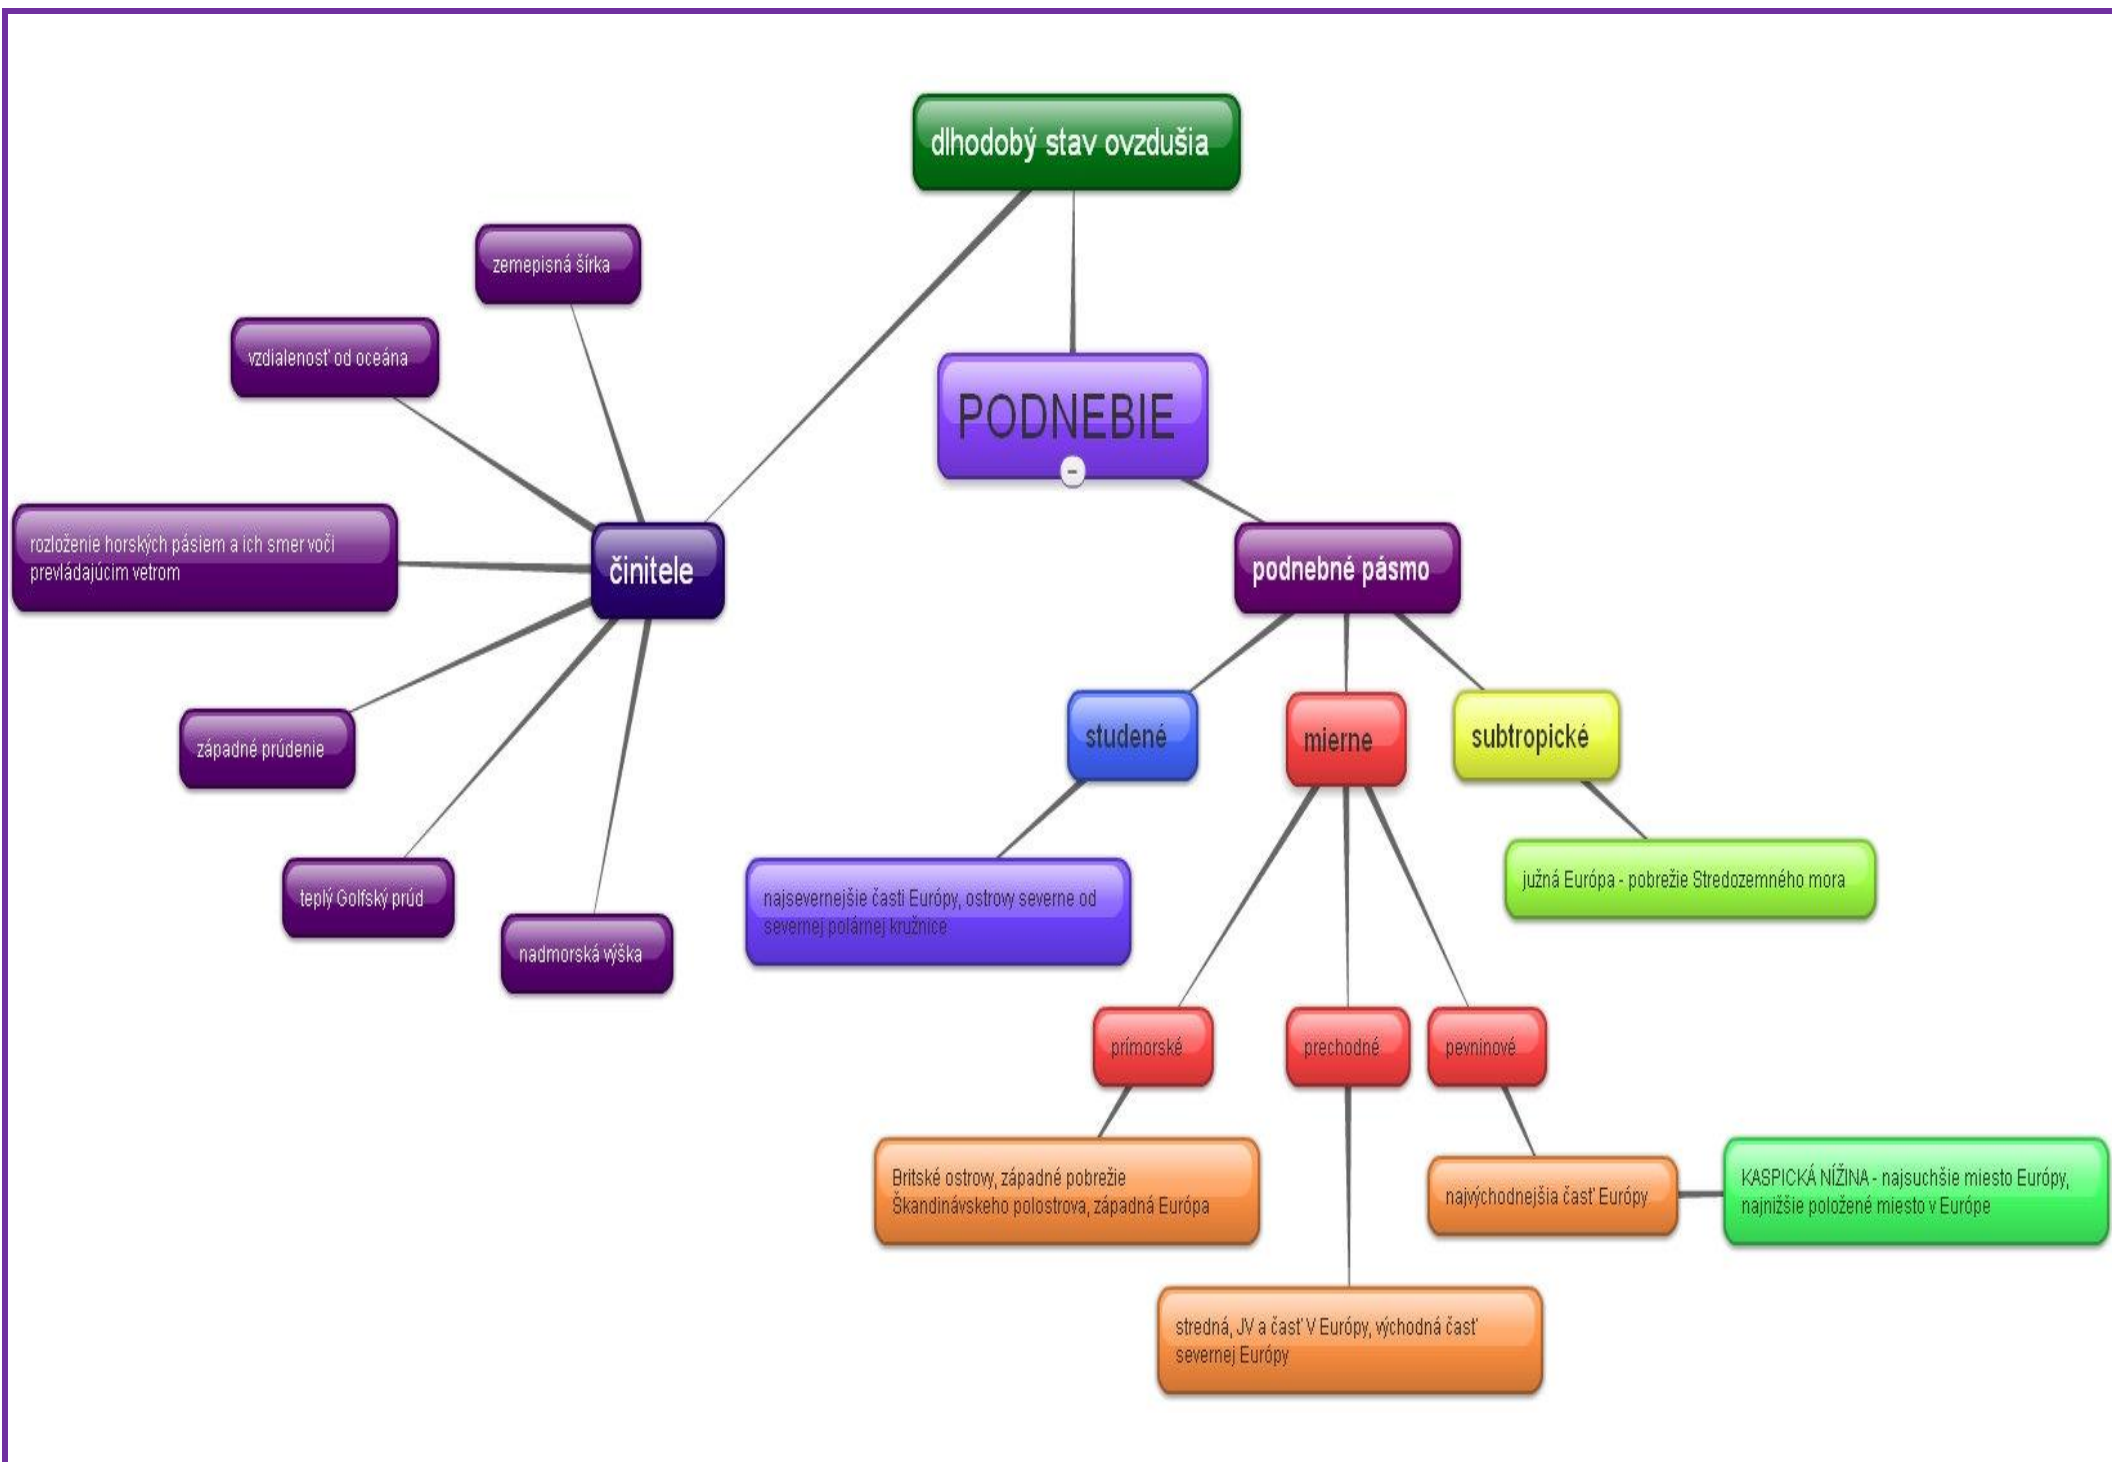 dlhodobý stav ovzdušia
PODNEBIE
činitele
zemepisná šírka
vzdialenosť od oceána
rozloženie horských pásiem a ich smer voči
prevládajúcim vetrom
západné prúdenie
teplý Golfský prúd
nadmorská výška
podnebné pásmo
studené
mierne
subtropické
najsevernejšie časti Európy, ostrovy severne od
severnej polárnej kružnice
južná Európa - pobrežie Stredozemného mora
prímorské
prechodné
pevninové
Britské ostrovy, západné pobrežie
Škandinávskeho polostrova, západná Európa
najvýchodnejšia časť Európy
KASPICKÁ NÍŽINA - najsuchšie miesto Európy,
najnižšie položené miesto v Európe
stredná, JV a časť V Európy, východná časť
severnej Európy